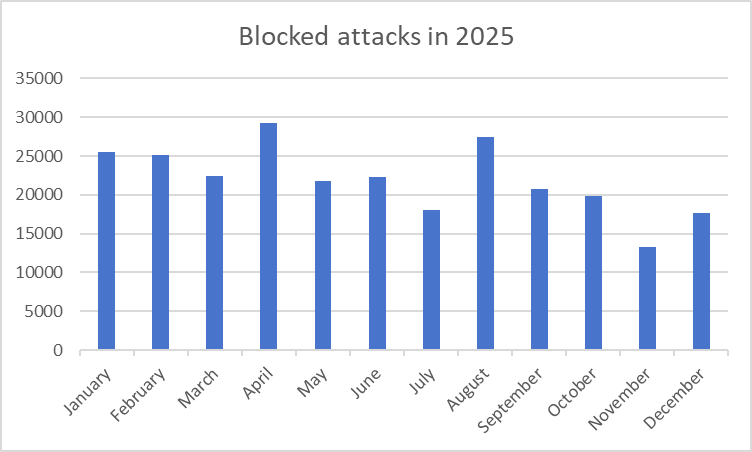 Blocked attacks in 2025
35000
30000
25000
20000
15000
10000
5000
0
January
February
March
April
May
June
July
August
September
October
November
December